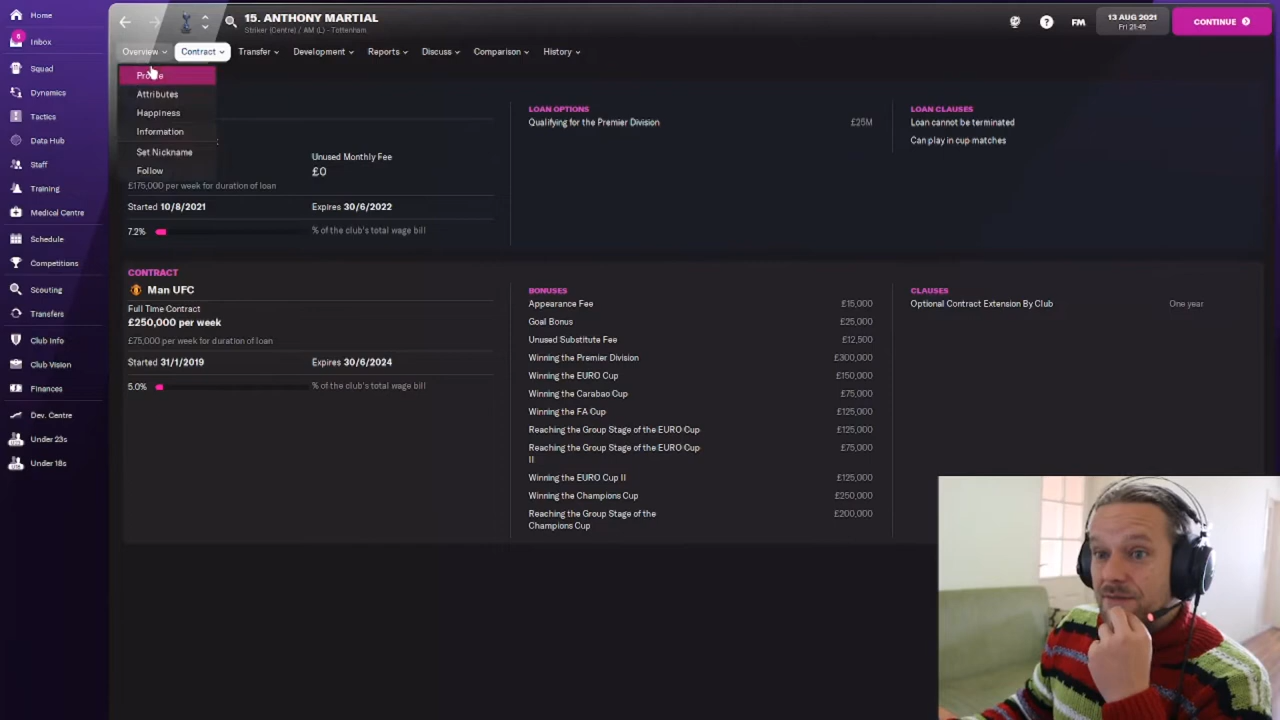 Home
8
Inbox
Squad
Dynamics
Tactics
Data Hub
Staff
Training
Medical Centre
Schedule
Competitions
Scouting
Transfers
Club Info
Club Vision
Finances
Dev. Centre
Under 23s
Under 18s
15. ANTHONY MARTIAL
Striker (Centre) / AM (L) - Tottenham
FM
13 AUG 2021
Fri 21:45
CONTINUE
Overview
Contract
Transfer
Development
Reports
Discuss
Comparison
History
Profile
Attributes
Happiness
Information
Set Nickname
Follow
Unused Monthly Fee
£0
£175,000 per week for duration of loan
Started 10/8/2021
Expires 30/6/2022
7.2%
% of the club's total wage bill
LOAN OPTIONS
Qualifying for the Premier Division £25M
LOAN CLAUSES
Loan cannot be terminated
Can play in cup matches
CONTRACT
Man UFC
Full Time Contract
£250,000 per week
£75,000 per week for duration of loan
Started 31/1/2019
Expires 30/6/2024
5.0%
% of the club's total wage bill
BONUSES
Appearance Fee £15,000
Goal Bonus £25,000
Unused Substitute Fee £12,500
Winning the Premier Division £300,000
Winning the EURO Cup £150,000
Winning the Carabao Cup £75,000
Winning the FA Cup £125,000
Reaching the Group Stage of the EURO Cup £125,000
Reaching the Group Stage of the EURO Cup £75,000
II
Winning the EURO Cup II £125,000
Winning the Champions Cup £250,000
Reaching the Group Stage of the £200,000
Champions Cup
CLAUSES
Optional Contract Extension By Club One year